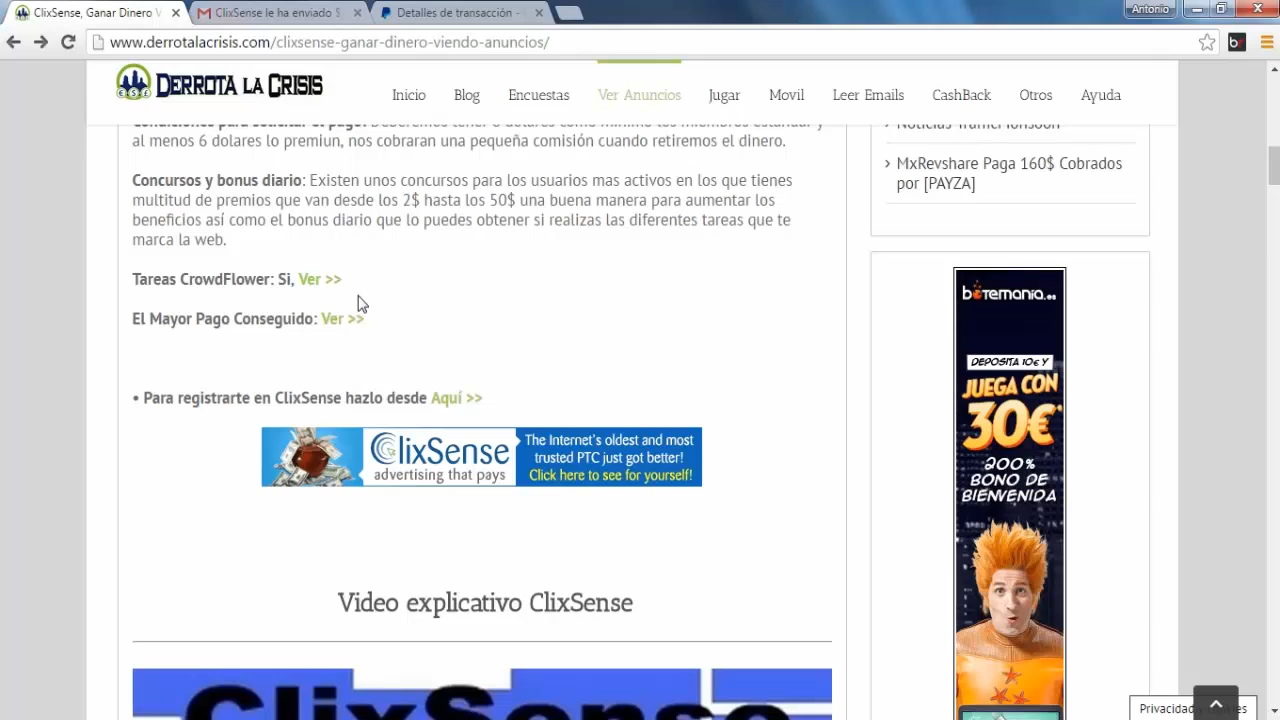 ClixSense, Ganar Dinero V
ClixSense le ha enviado $
Detalles de transacción -
Antonio
www.derrotalacrisis.com/clixsense-ganar-dinero-viendo-anuncios/
DERROTA LA CRISIS
Inicio
Blog
Encuestas
Ver Anuncios
Jugar
Movil
Leer Emails
CashBack
Otros
Ayuda
al menos 6 dolares lo premiun, nos cobraran una pequeña comisión cuando retiremos el dinero.
Concursos y bonus diario: Existen unos concursos para los usuarios mas activos en los que tienes
multitud de premios que van desde los 2$ hasta los 50$ una buena manera para aumentar los
beneficios así como el bonus diario que lo puedes obtener si realizas las diferentes tareas que te
marca la web.
Tareas CrowdFlower: Si, Ver >>
El Mayor Pago Conseguido: Ver >>
• Para registrarte en ClixSense hazlo desde Aquí >>
ClixSense
advertising that pays
The Internet's oldest and most
trusted PTC just got better!
Click here to see for yourself!
Video explicativo ClixSense
ClixSense
› MxRevshare Paga 160$ Cobrados
por [PAYZA]
botemania.es
DEPOSITA 10€ Y
JUEGA CON
30€
200%
BONO DE
BIENVENIDA